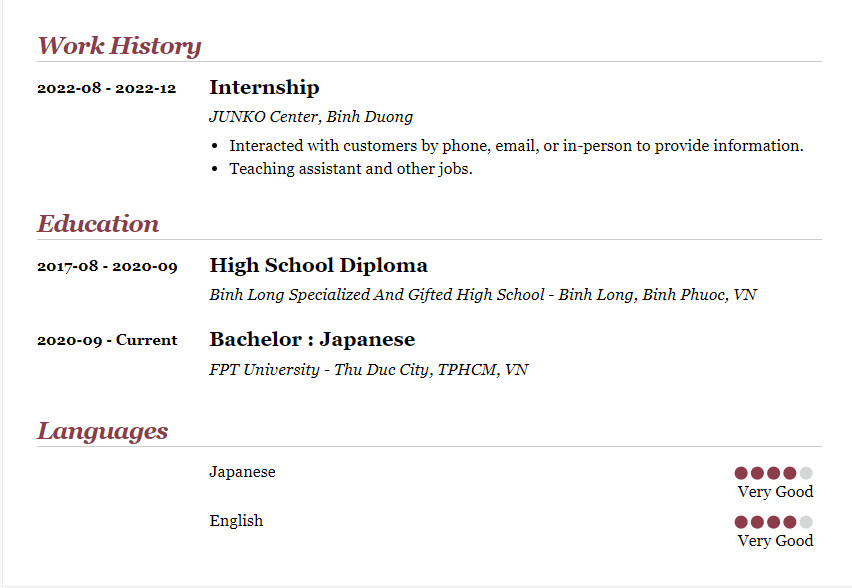 Work History
2022-08 - 2022-12 Internship
JUNKO Center, Binh Duong
• Interacted with customers by phone, email, or in-person to provide information.
• Teaching assistant and other jobs.
Education
2017-08 - 2020-09 High School Diploma
Binh Long Specialized And Gifted High School - Binh Long, Binh Phuoc, VN
2020-09 - Current Bachelor : Japanese
FPT University - Thu Duc City, TPHCM, VN
Languages
Japanese
Very Good
English
Very Good